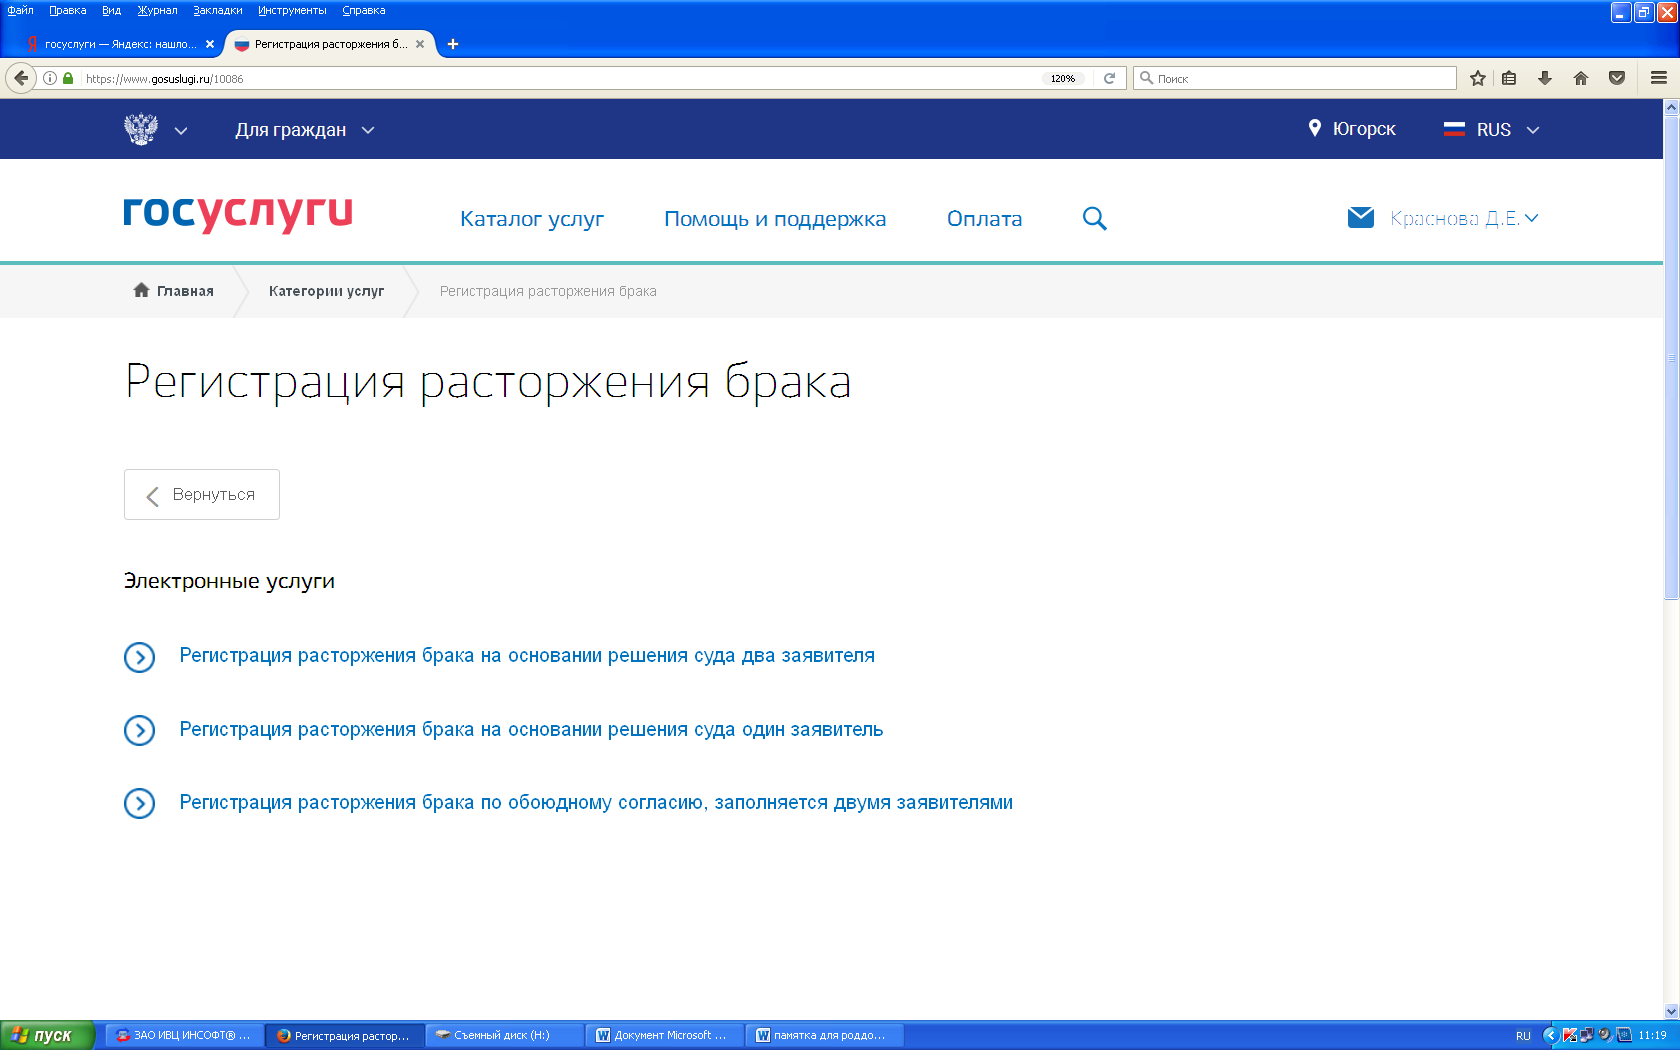 Файл Правка Вид Журнал Закладки Инструменты Справка
госуслуги — Яндекс: нашло...
Регистрация расторжения б...
https://www.gosuslugi.ru/10086
120%
Поиск
Для граждан
Югорск
RUS
госуслуги
Каталог услуг
Помощь и поддержка
Оплата
Краснова Д.Е.
Главная
Категории услуг
Регистрация расторжения брака
Регистрация расторжения брака
Вернуться
Электронные услуги
Регистрация расторжения брака на основании решения суда два заявителя
Регистрация расторжения брака на основании решения суда один заявитель
Регистрация расторжения брака по обоюдному согласию, заполняется двумя заявителями
пуск
ЗАО ИВЦ ИНСОФТ® ...
Регистрация растор...
Съемный диск (H:)
Документ Microsoft ...
памятка для роддо...
RU
11:19